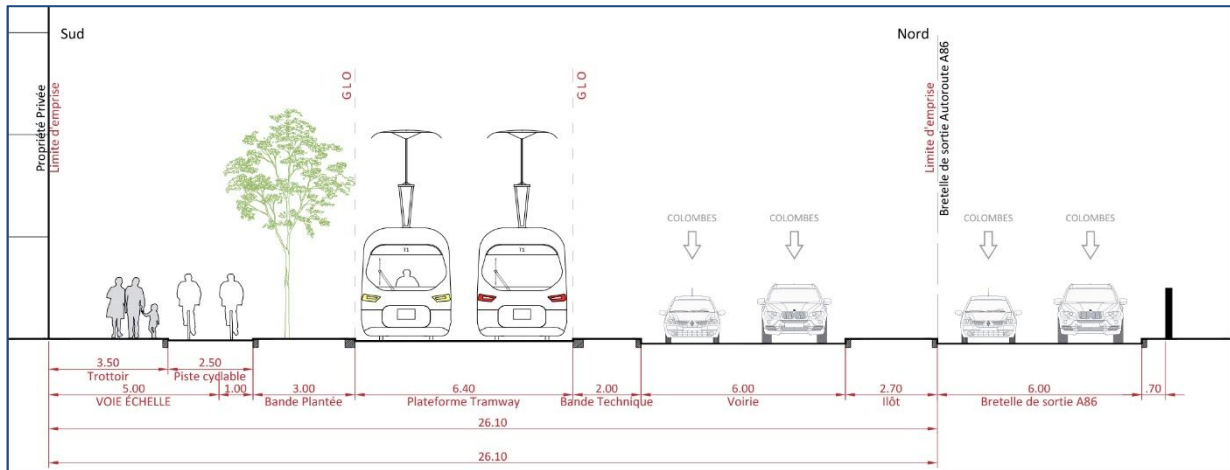 Sud
Nord
Propriété Privée
Limite d'emprise
G L O
G L O
Limite d'emprise
Bretelle de sortie Autoroute A86
COLOMBES
COLOMBES
COLOMBES
COLOMBES
T1
T1
3.50
2.50
Trottoir
Piste cyclable
5.00
1.00
3.00
6.40
2.00
6.00
2.70
6.00
.70
VOIE ÉCHELLE
Bande Plantée
Plateforme Tramway
Bande Technique
Voirie
Ilôt
Bretelle de sortie A86
26.10
26.10